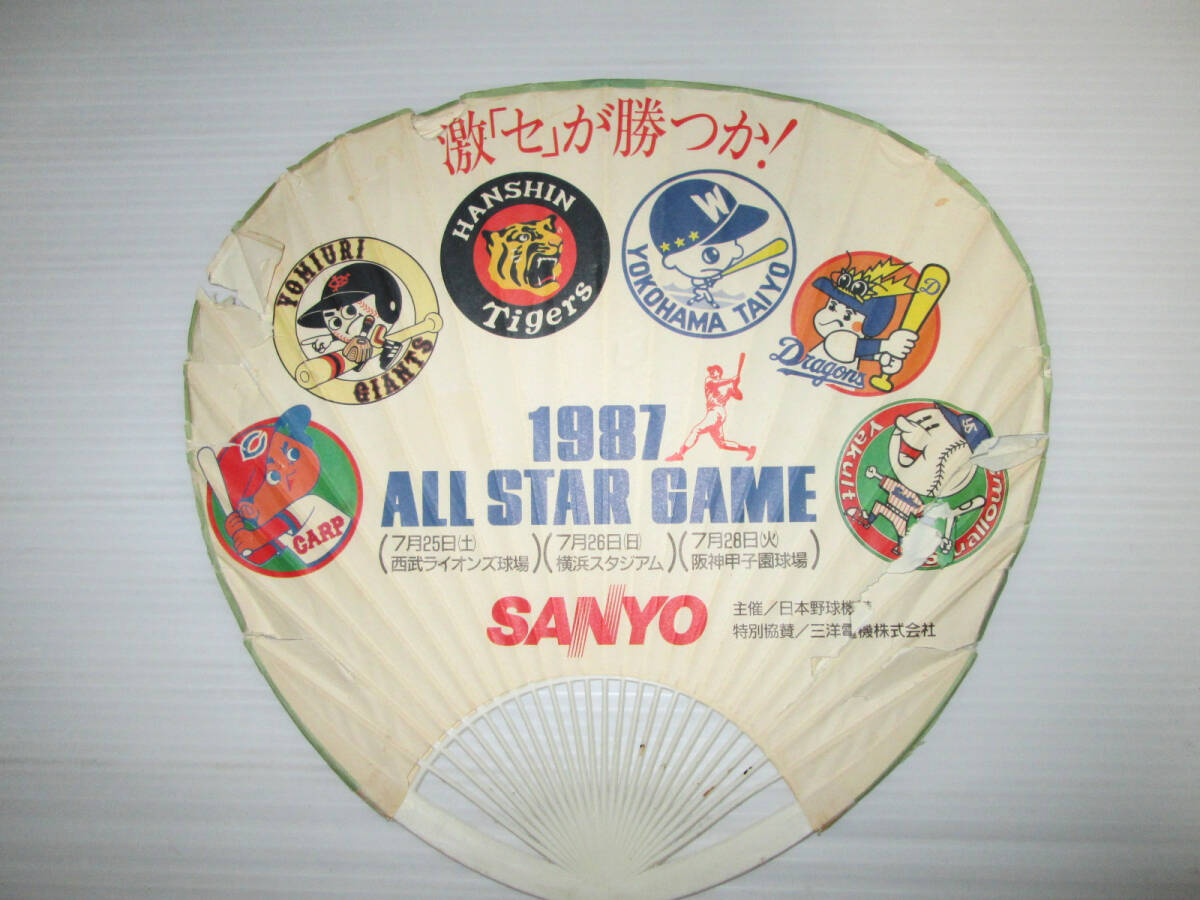 激「セ」が勝つか!
HANSHIN
Tigers
W
YOKOHAMA TAIYO
YOMIURI
GIANTS
D
Dragons
1987
ALL STAR GAME
C
CARP
Yakult
(7月25日(土)西武ライオンズ球場)
(7月26日(日)横浜スタジアム)
(7月28日(火)阪神甲子園球場)
SANYO
主催/日本野球機
特別協賛/三洋電機株式会社